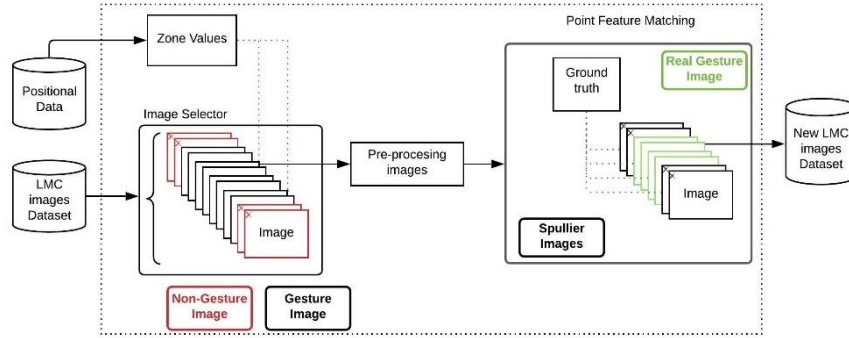 Point Feature Matching
Zone Values
Positional
Data
Image Selector
Ground
truth
Real Gesture
Image
LMC
images
Dataset
Image
Pre-procesing
images
Image
New LMC
images
Dataset
Spullier
Images
Non-Gesture
Image
Gesture
Image